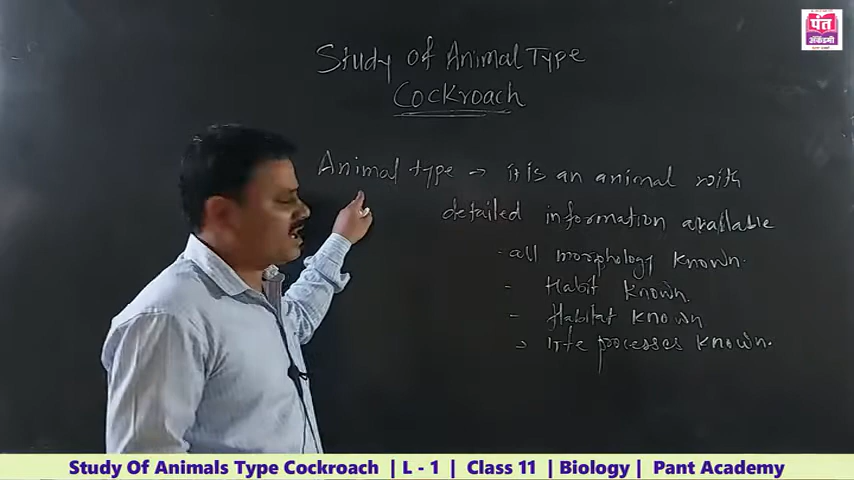 पंत
अॅकॅडमी
Study of Animal Type
Cockroach
Animal type → it is an animal with
detailed information available
- all morphology known.
- Habit known.
- Habitat known
→ life processes known.
Study Of Animals Type Cockroach | L - 1 | Class 11 | Biology | Pant Academy